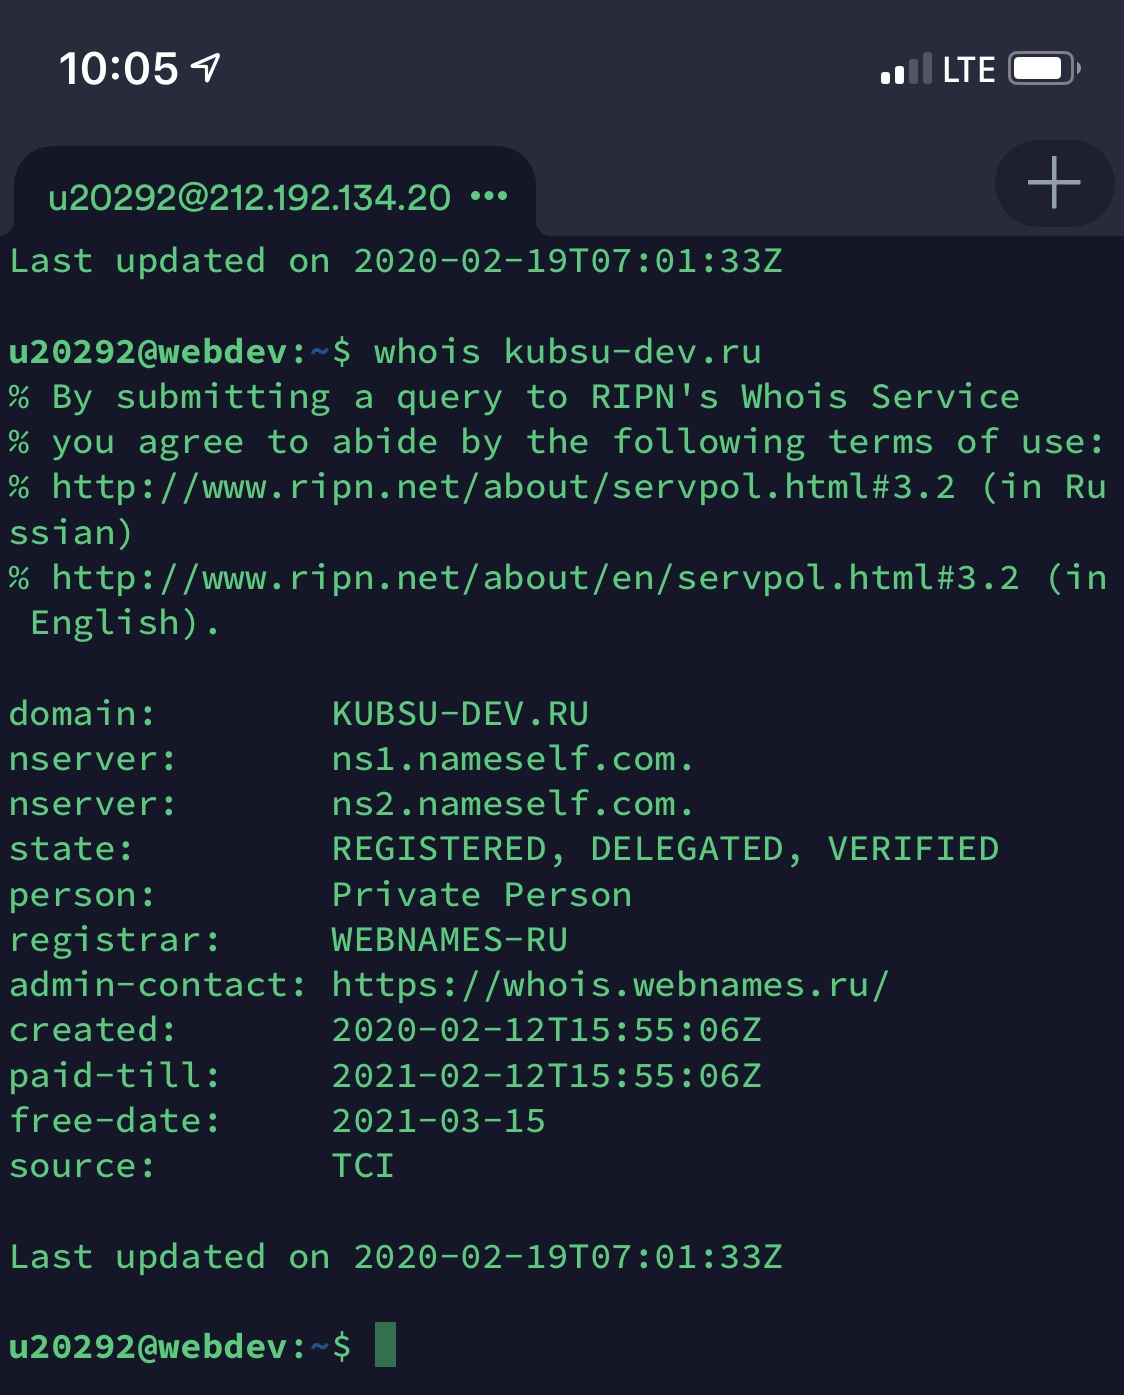 10:05 LTE
u20292@212.192.134.20 •••
Last updated on 2020-02-19T07:01:33Z
u20292@webdev:~$ whois kubsu-dev.ru
% By submitting a query to RIPN's Whois Service
% you agree to abide by the following terms of use:
% http://www.ripn.net/about/servpol.html#3.2 (in Ru
ssian)
% http://www.ripn.net/about/en/servpol.html#3.2 (in
 English).
domain:        KUBSU-DEV.RU
nserver:       ns1.nameself.com.
nserver:       ns2.nameself.com.
state:         REGISTERED, DELEGATED, VERIFIED
person:        Private Person
registrar:     WEBNAMES-RU
admin-contact: https://whois.webnames.ru/
created:       2020-02-12T15:55:06Z
paid-till:     2021-02-12T15:55:06Z
free-date:     2021-03-15
source:        TCI
Last updated on 2020-02-19T07:01:33Z
u20292@webdev:~$